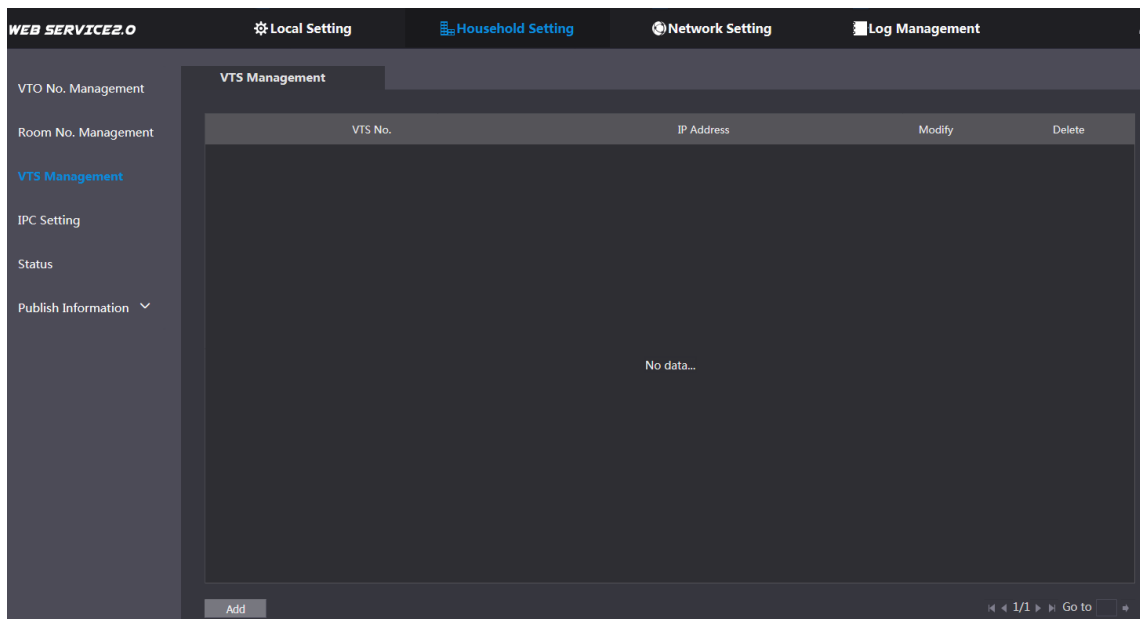 WEB SERVICE2.0 Local Setting Household Setting Network Setting Log Management
VTS Management
VTO No. Management
VTS No. IP Address Modify Delete
Room No. Management
VTS Management
IPC Setting
Status
Publish Information
No data...
Add 1/1 Go to